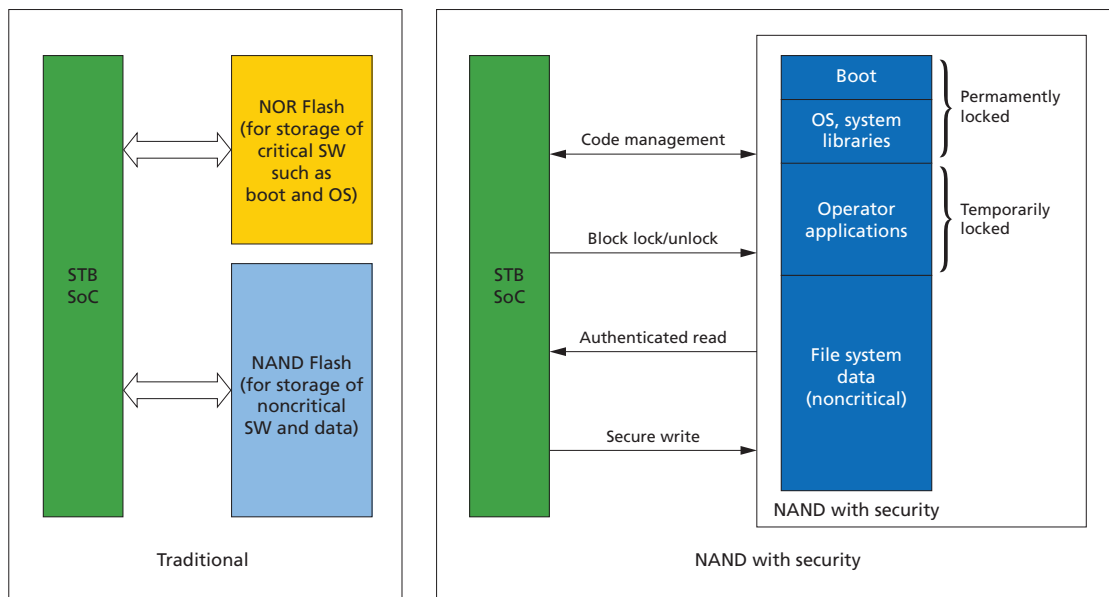 STB
SoC
NOR Flash
(for storage of
critical SW
such as
boot and OS)
NAND Flash
(for storage of
noncritical
SW and data)
Traditional
STB
SoC
Code management
Block lock/unlock
Authenticated read
Secure write
Boot
OS, system
libraries
Operator
applications
File system
data
(noncritical)
Permamently
locked
Temporarily
locked
NAND with security
NAND with security